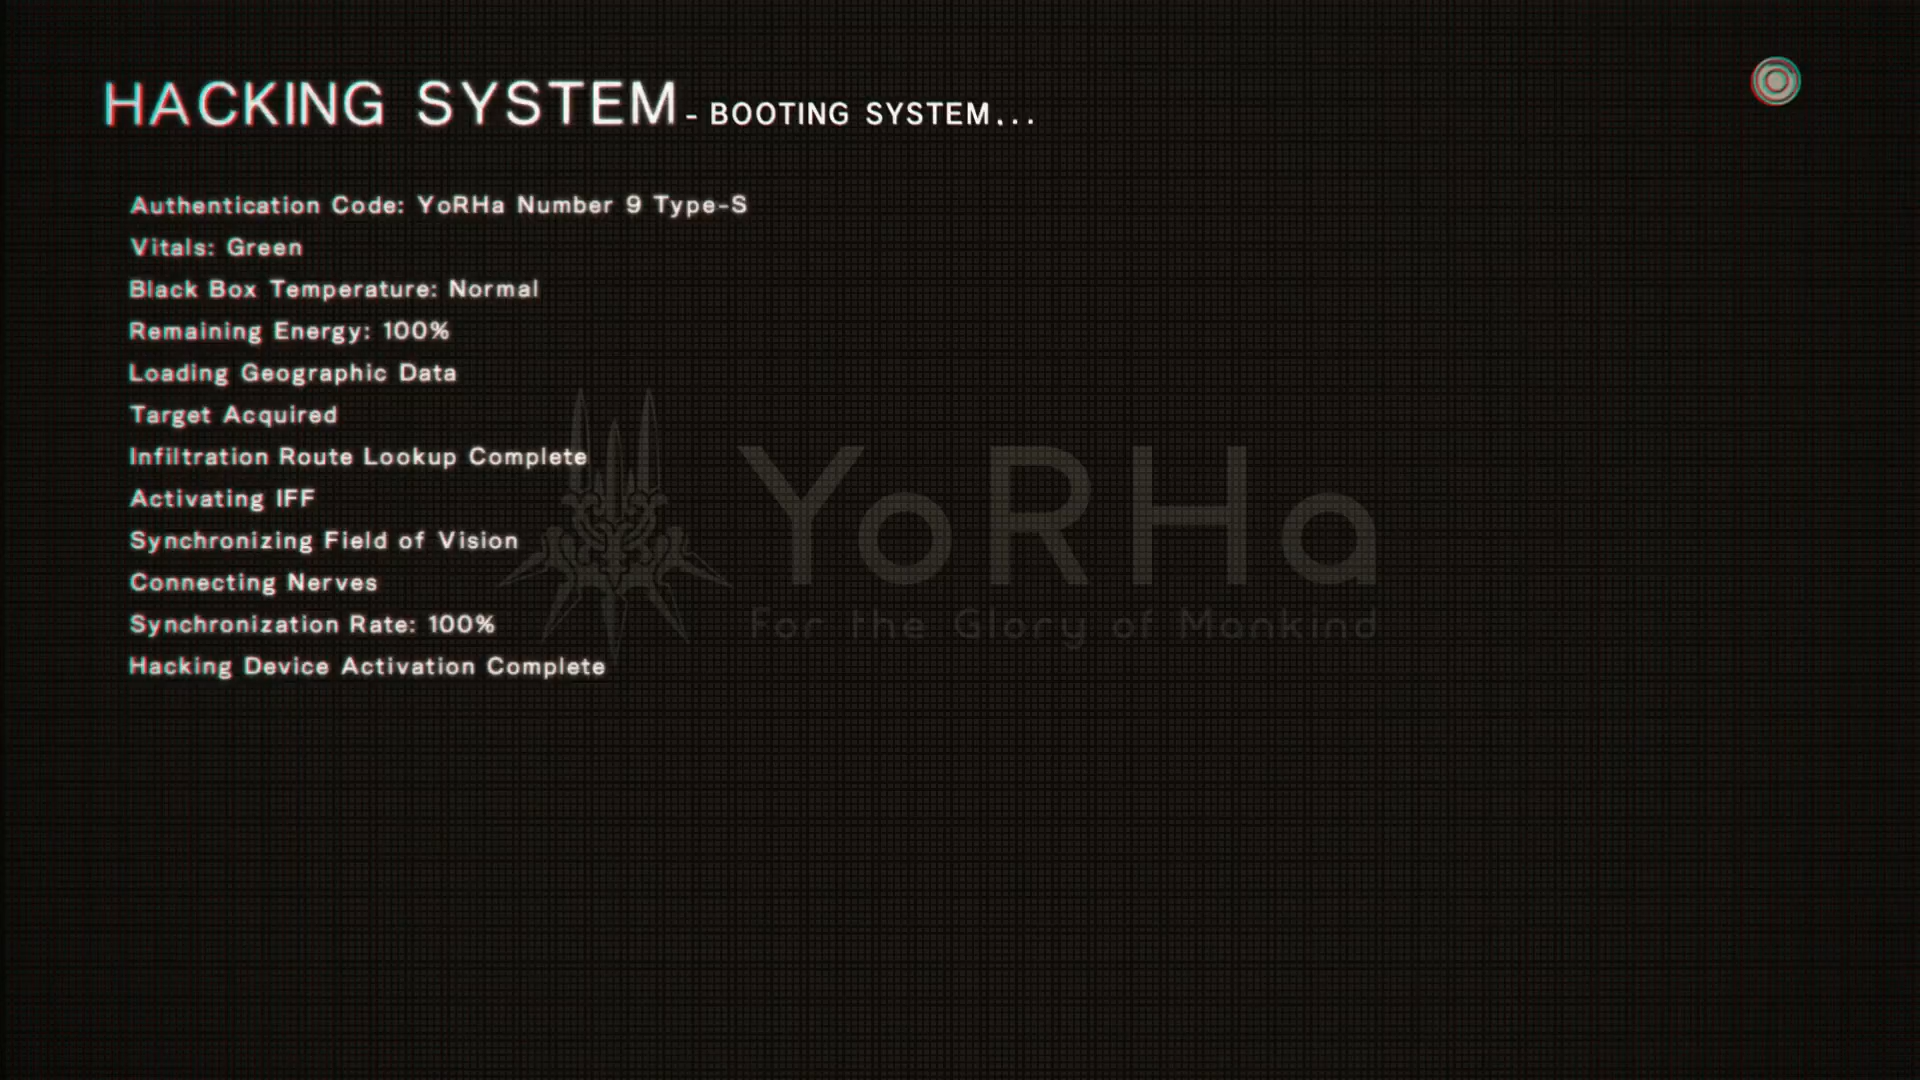 HACKING SYSTEM - BOOTING SYSTEM...
Authentication Code: YoRHa Number 9 Type-S
Vitals: Green
Black Box Temperature: Normal
Remaining Energy: 100%
Loading Geographic Data
Target Acquired
Infiltration Route Lookup Complete
Activating IFF
Synchronizing Field of Vision
Connecting Nerves
Synchronization Rate: 100%
Hacking Device Activation Complete
YoRHa
For the Glory of Mankind